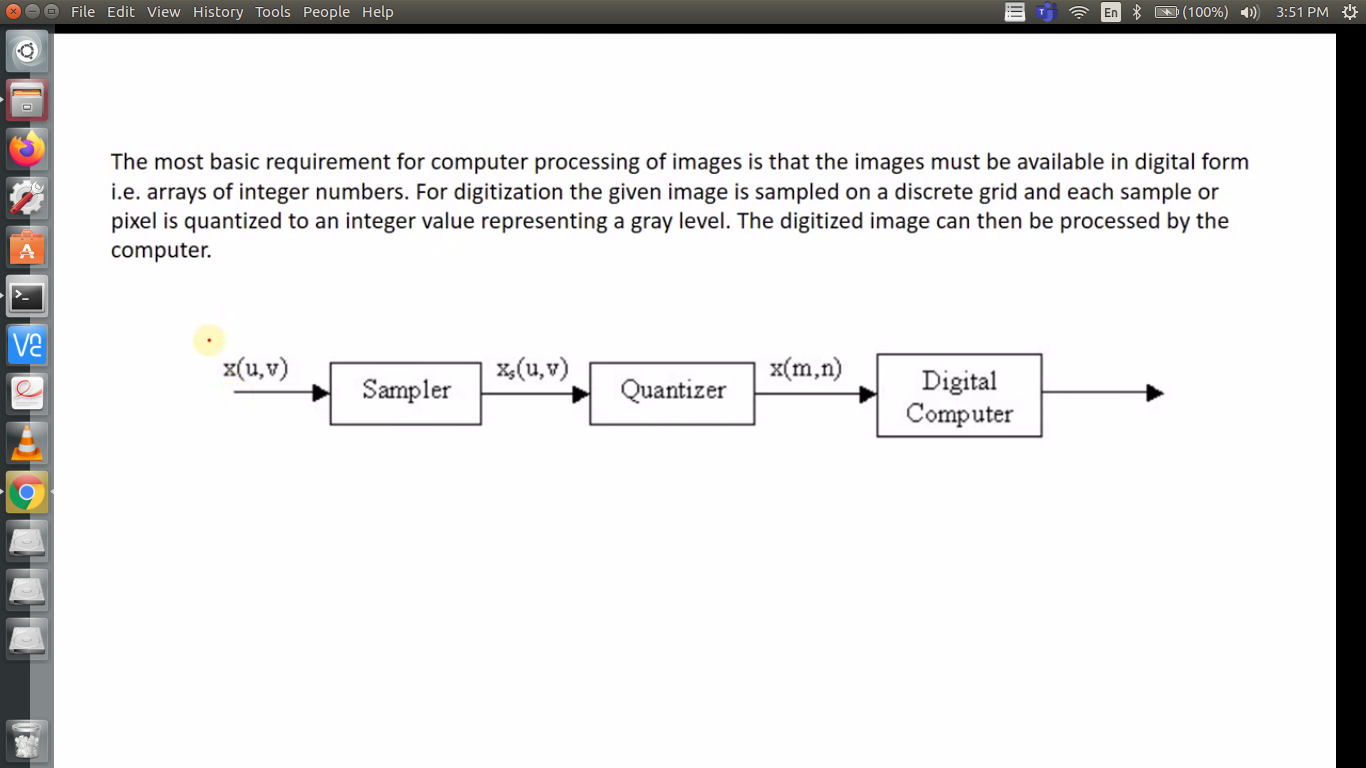 File Edit View History Tools People Help
En (100%) 3:51 PM
The most basic requirement for computer processing of images is that the images must be available in digital form
i.e. arrays of integer numbers. For digitization the given image is sampled on a discrete grid and each sample or
pixel is quantized to an integer value representing a gray level. The digitized image can then be processed by the
computer.
x(u,v)
Sampler
xₛ(u,v)
Quantizer
x(m,n)
Digital
Computer